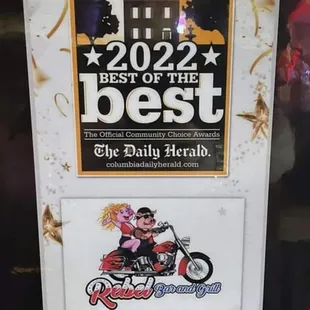 2022
BEST OF THE
best
The Official Community Choice Awards
The Daily Herald.
columbiadailyherald.com
Rebel Bar and Grill